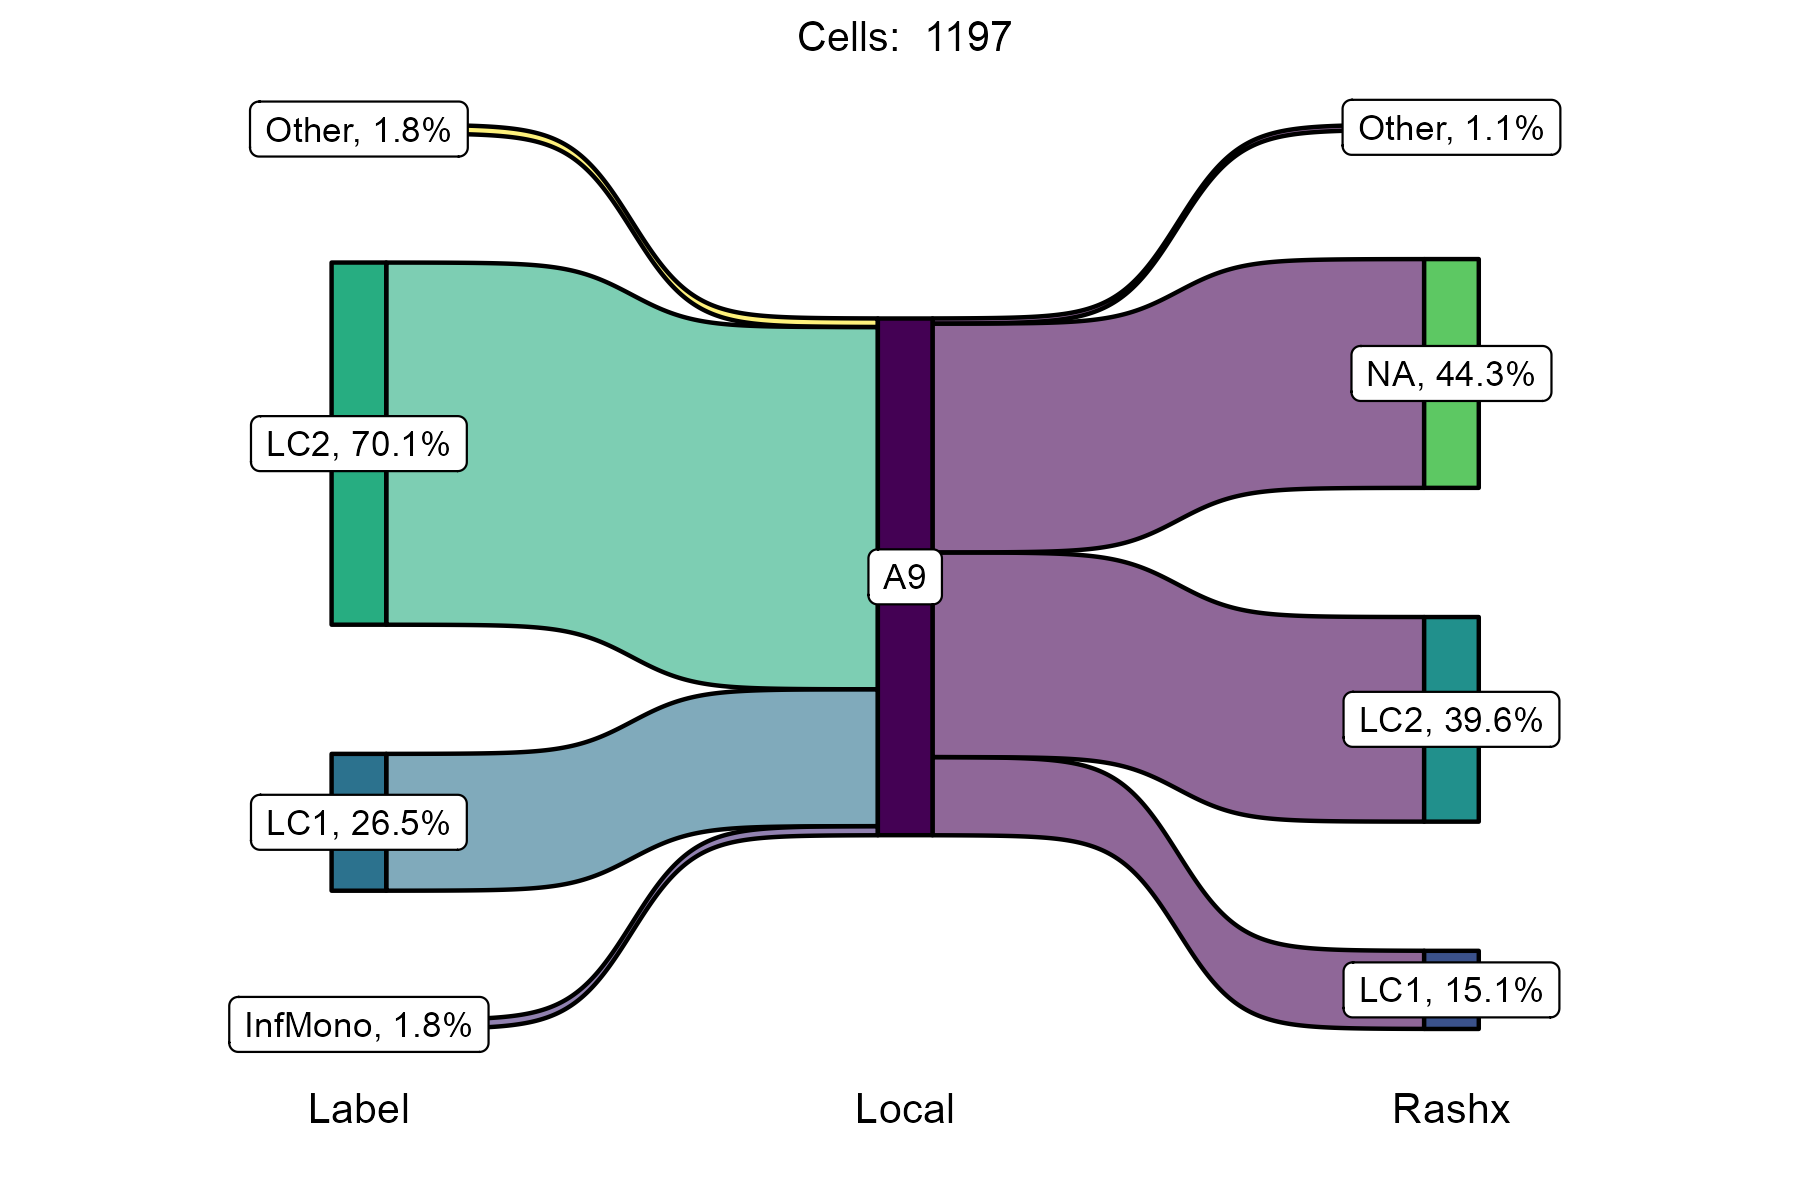 Cells:  1197
Other, 1.8%
Other, 1.1%
NA, 44.3%
LC2, 70.1%
A9
LC2, 39.6%
LC1, 26.5%
LC1, 15.1%
InfMono, 1.8%
Label
Local
Rashx